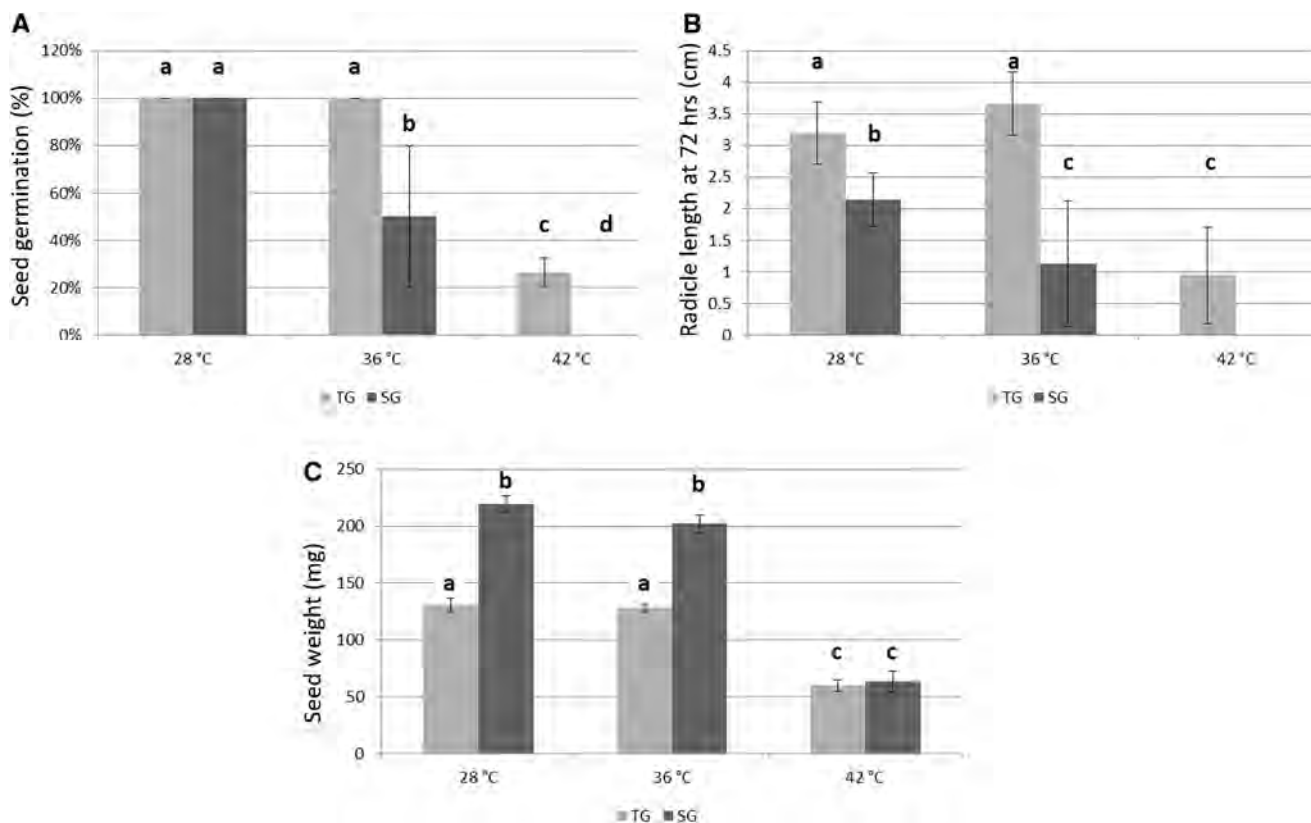 A
Seed germination (%)
120%
100%
80%
60%
40%
20%
0%
a a a b c d
28 °C 36 °C 42 °C
TG SG
B
Radicle length at 72 hrs (cm)
4.5
4
3.5
3
2.5
2
1.5
1
0.5
0
a b a c c
28 °C 36 °C 42 °C
TG SG
C
Seed weight (mg)
250
200
150
100
50
0
a b a b c c
28 °C 36 °C 42 °C
TG SG